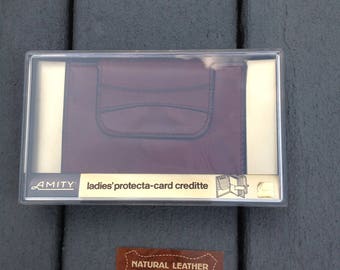 AMITY ladies' protecta-card creditte
NATURAL LEATHER